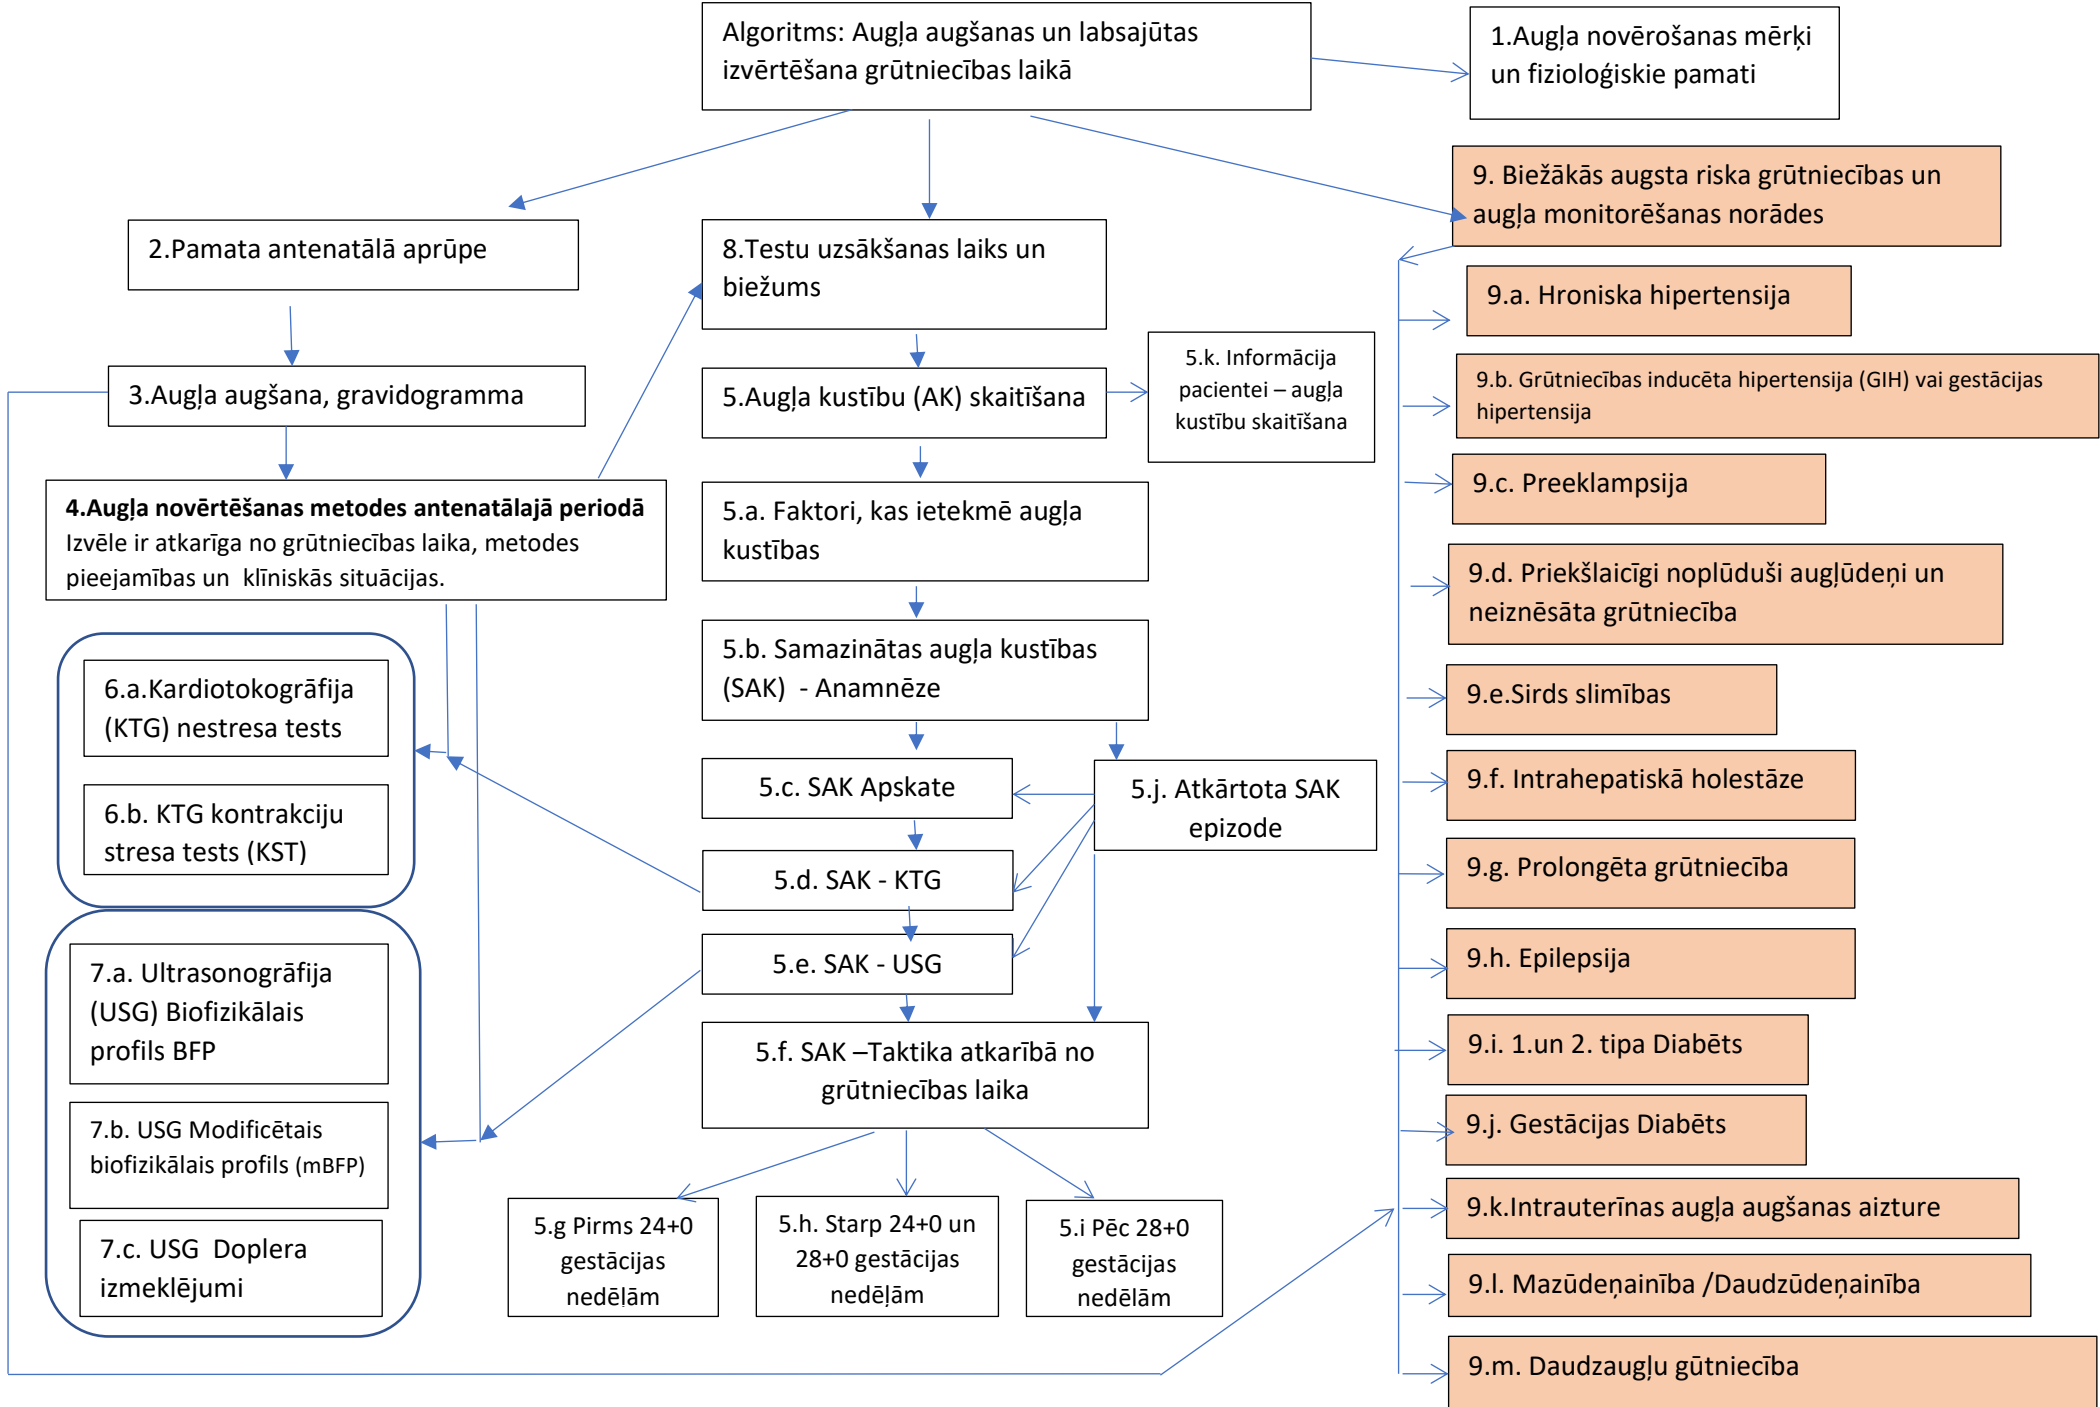 Algoritms: Augļa augšanas un labsajūtas
izvērtēšana grūtniecības laikā
1.Augļa novērošanas mērķi
un fizioloģiskie pamati
2.Pamata antenatālā aprūpe
3.Augļa augšana, gravidogramma
4.Augļa novērtēšanas metodes antenatālajā periodā
Izvēle ir atkarīga no grūtniecības laika, metodes
pieejamības un klīniskās situācijas.
6.a.Kardiotokogrāfija
(KTG) nestresa tests
6.b. KTG kontrakciju
stresa tests (KST)
7.a. Ultrasonogrāfija
(USG) Biofizikālais
profils BFP
7.b. USG Modificētais
biofizikālais profils (mBFP)
7.c. USG Doplera
izmeklējumi
8.Testu uzsākšanas laiks un
biežums
5.Augļa kustību (AK) skaitīšana
5.k. Informācija
pacientei – augļa
kustību skaitīšana
5.a. Faktori, kas ietekmē augļa
kustības
5.b. Samazinātas augļa kustības
(SAK) - Anamnēze
5.c. SAK Apskate
5.j. Atkārtota SAK
epizode
5.d. SAK - KTG
5.e. SAK - USG
5.f. SAK –Taktika atkarībā no
grūtniecības laika
5.g Pirms 24+0
gestācijas
nedēļām
5.h. Starp 24+0 un
28+0 gestācijas
nedēļām
5.i Pēc 28+0
gestācijas
nedēļām
9. Biežākās augsta riska grūtniecības un
augļa monitorēšanas norādes
9.a. Hroniska hipertensija
9.b. Grūtniecības inducēta hipertensija (GIH) vai gestācijas
hipertensija
9.c. Preeklampsija
9.d. Priekšlaicīgi noplūduši augļūdeņi un
neiznēsāta grūtniecība
9.e.Sirds slimības
9.f. Intrahepatiskā holestāze
9.g. Prolongēta grūtniecība
9.h. Epilepsija
9.i. 1.un 2. tipa Diabēts
9.j. Gestācijas Diabēts
9.k.Intrauterīnas augļa augšanas aizture
9.l. Mazūdeņainība /Daudzūdeņainība
9.m. Daudzaugļu gūtniecība